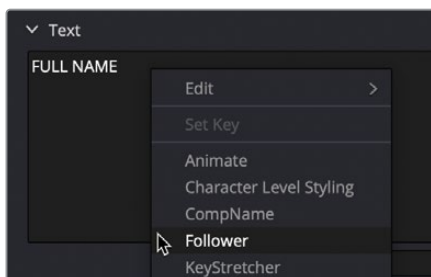 Text
FULL NAME
Edit
Set Key
Animate
Character Level Styling
CompName
Follower
KeyStretcher